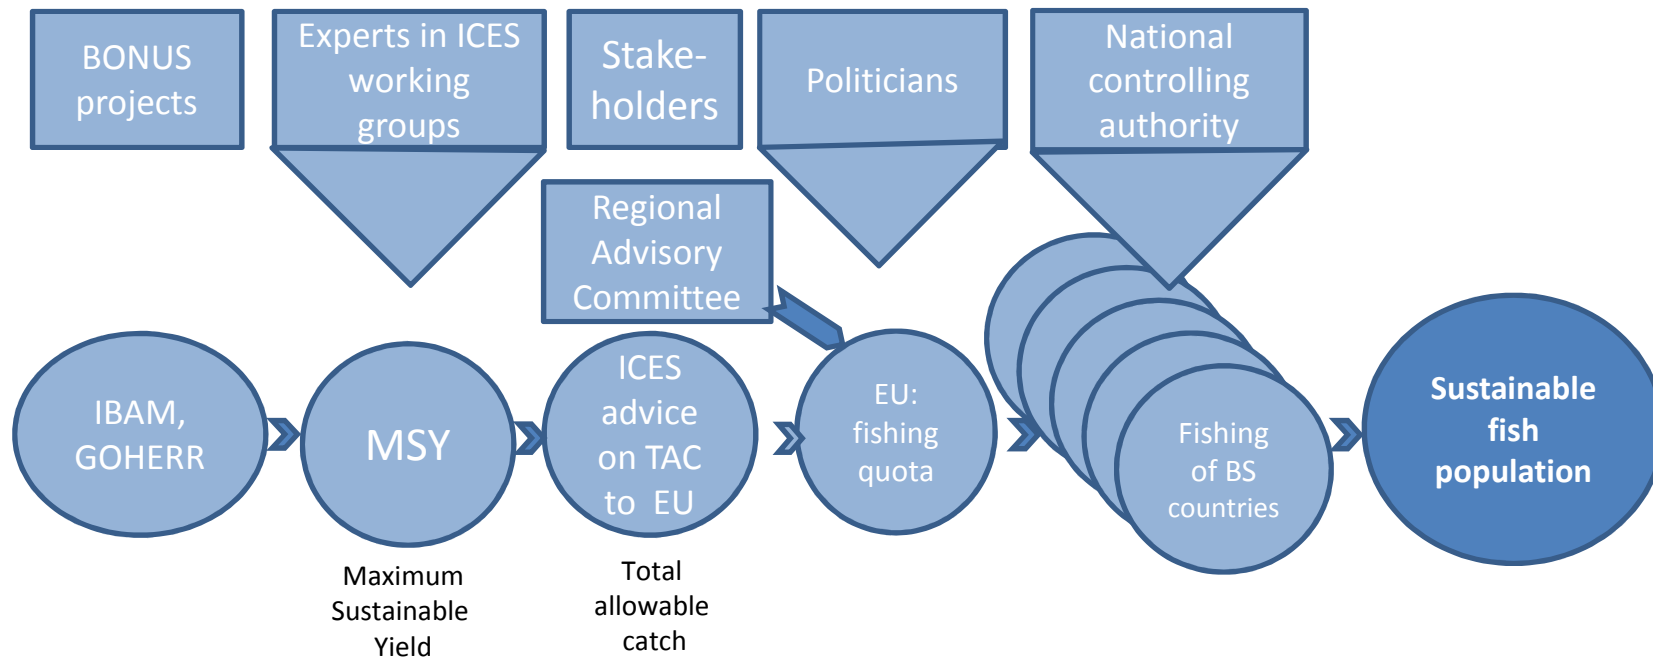 BONUS
projects
Experts in ICES
working
groups
Stake-
holders
Politicians
National
controlling
authority
Regional
Advisory
Committee
IBAM,
GOHERR
MSY
ICES
advice
on TAC
to EU
EU:
fishing
quota
Fishing
of BS
countries
Sustainable
fish
population
Maximum
Sustainable
Yield
Total
allowable
catch